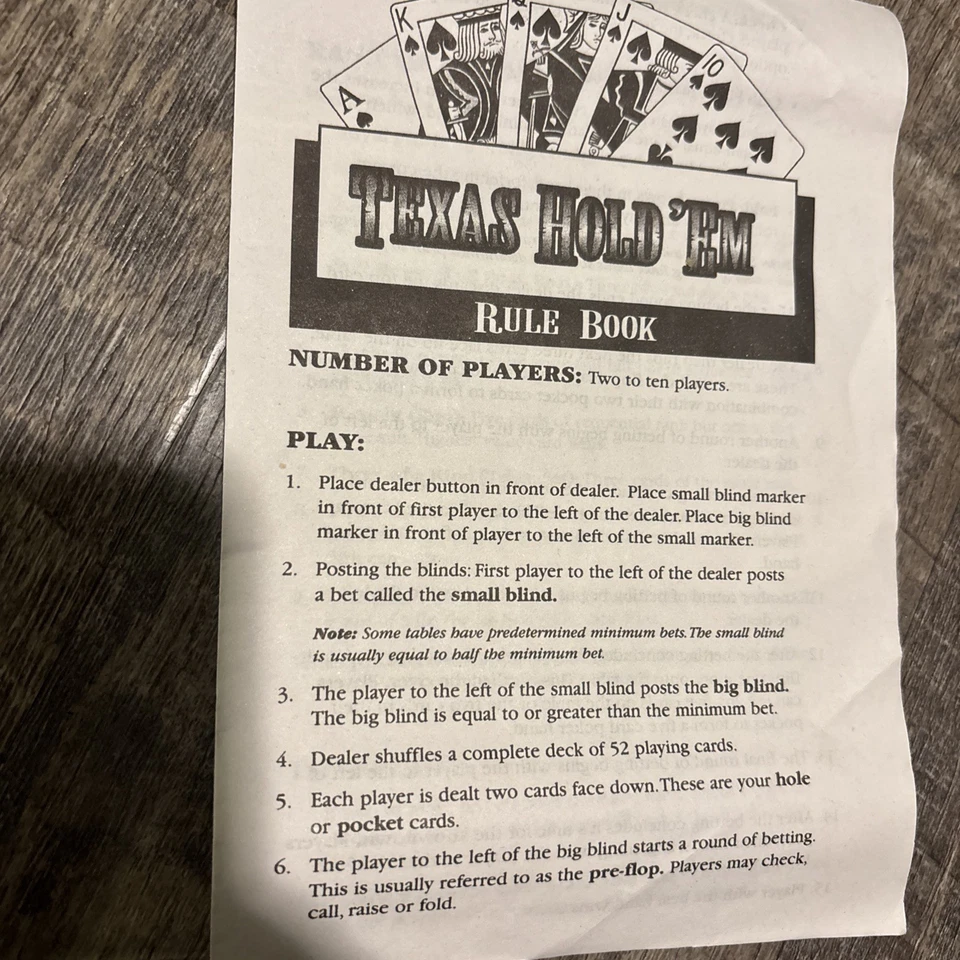 A K Q J 10
TEXAS HOLD'EM
RULE BOOK
NUMBER OF PLAYERS: Two to ten players.
PLAY:
1. Place dealer button in front of dealer. Place small blind marker
in front of first player to the left of the dealer. Place big blind
marker in front of player to the left of the small marker.
2. Posting the blinds: First player to the left of the dealer posts
a bet called the small blind.
Note: Some tables have predetermined minimum bets. The small blind
is usually equal to half the minimum bet.
3. The player to the left of the small blind posts the big blind.
The big blind is equal to or greater than the minimum bet.
4. Dealer shuffles a complete deck of 52 playing cards.
5. Each player is dealt two cards face down. These are your hole
or pocket cards.
6. The player to the left of the big blind starts a round of betting.
This is usually referred to as the pre-flop. Players may check,
call, raise or fold.